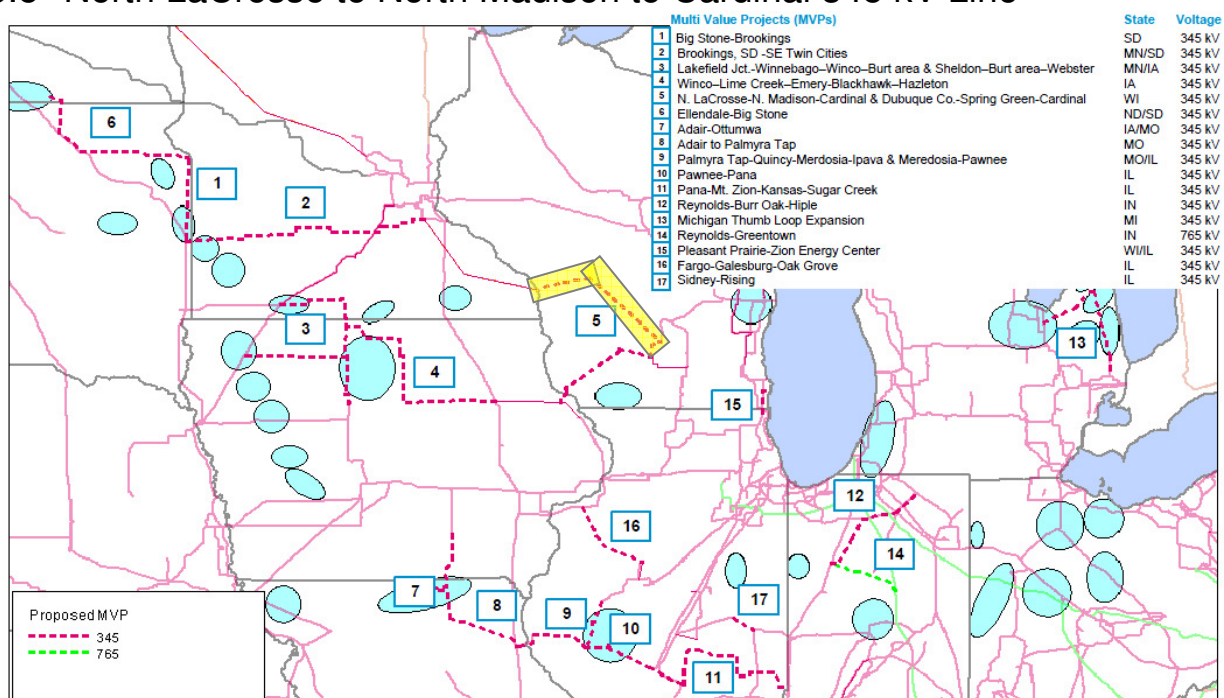 North LaCrosse to North Madison to Cardinal 345 kV Line
Multi Value Projects (MVPs) State Voltage
1 Big Stone-Brookings SD 345 kV
2 Brookings, SD -SE Twin Cities MN/SD 345 kV
3 Lakefield Jct.-Winnebago–Winco–Burt area & Sheldon–Burt area–Webster MN/IA 345 kV
4 Winco–Lime Creek–Emery-Blackhawk–Hazleton IA 345 kV
5 N. LaCrosse-N. Madison-Cardinal & Dubuque Co.-Spring Green-Cardinal WI 345 kV
6 Ellendale-Big Stone ND/SD 345 kV
7 Adair-Ottumwa IA/MO 345 kV
8 Adair to Palmyra Tap MO 345 kV
9 Palmyra Tap-Quincy-Merdosia-Ipava & Meredosia-Pawnee MO/IL 345 kV
10 Pawnee-Pana IL 345 kV
11 Pana-Mt. Zion-Kansas-Sugar Creek IL 345 kV
12 Reynolds-Burr Oak-Hiple IN 345 kV
13 Michigan Thumb Loop Expansion MI 345 kV
14 Reynolds-Greentown IN 765 kV
15 Pleasant Prairie-Zion Energy Center WI/IL 345 kV
16 Fargo-Galesburg-Oak Grove IL 345 kV
17 Sidney-Rising IL 345 kV
6
1
2
3
4
5
13
15
12
16
14
7
8
9
10
17
11
Proposed MVP
345
765